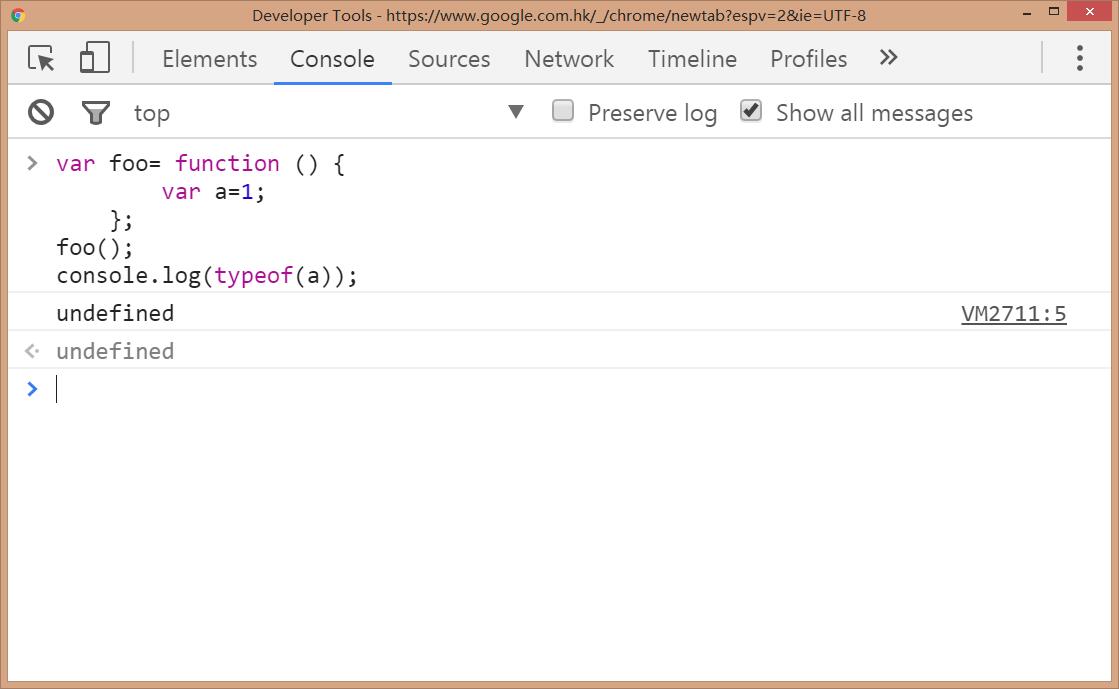 Developer Tools - https://www.google.com.hk/_/chrome/newtab?espv=2&ie=UTF-8
Elements Console Sources Network Timeline Profiles »
top ▼ Preserve log Show all messages
> var foo= function () {
        var a=1;
    };
foo();
console.log(typeof(a));
undefined VM2711:5
undefined
>